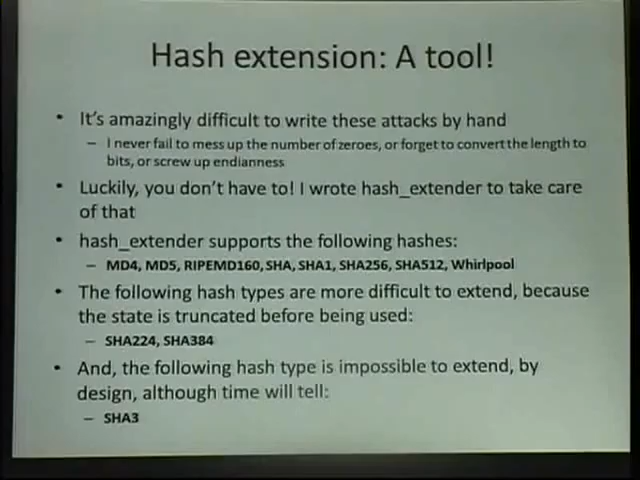 Hash extension: A tool!
• It's amazingly difficult to write these attacks by hand
– I never fail to mess up the number of zeroes, or forget to convert the length to
bits, or screw up endianness
• Luckily, you don't have to! I wrote hash_extender to take care
of that
• hash_extender supports the following hashes:
– MD4, MD5, RIPEMD160, SHA, SHA1, SHA256, SHA512, Whirlpool
• The following hash types are more difficult to extend, because
the state is truncated before being used:
– SHA224, SHA384
• And, the following hash type is impossible to extend, by
design, although time will tell:
– SHA3